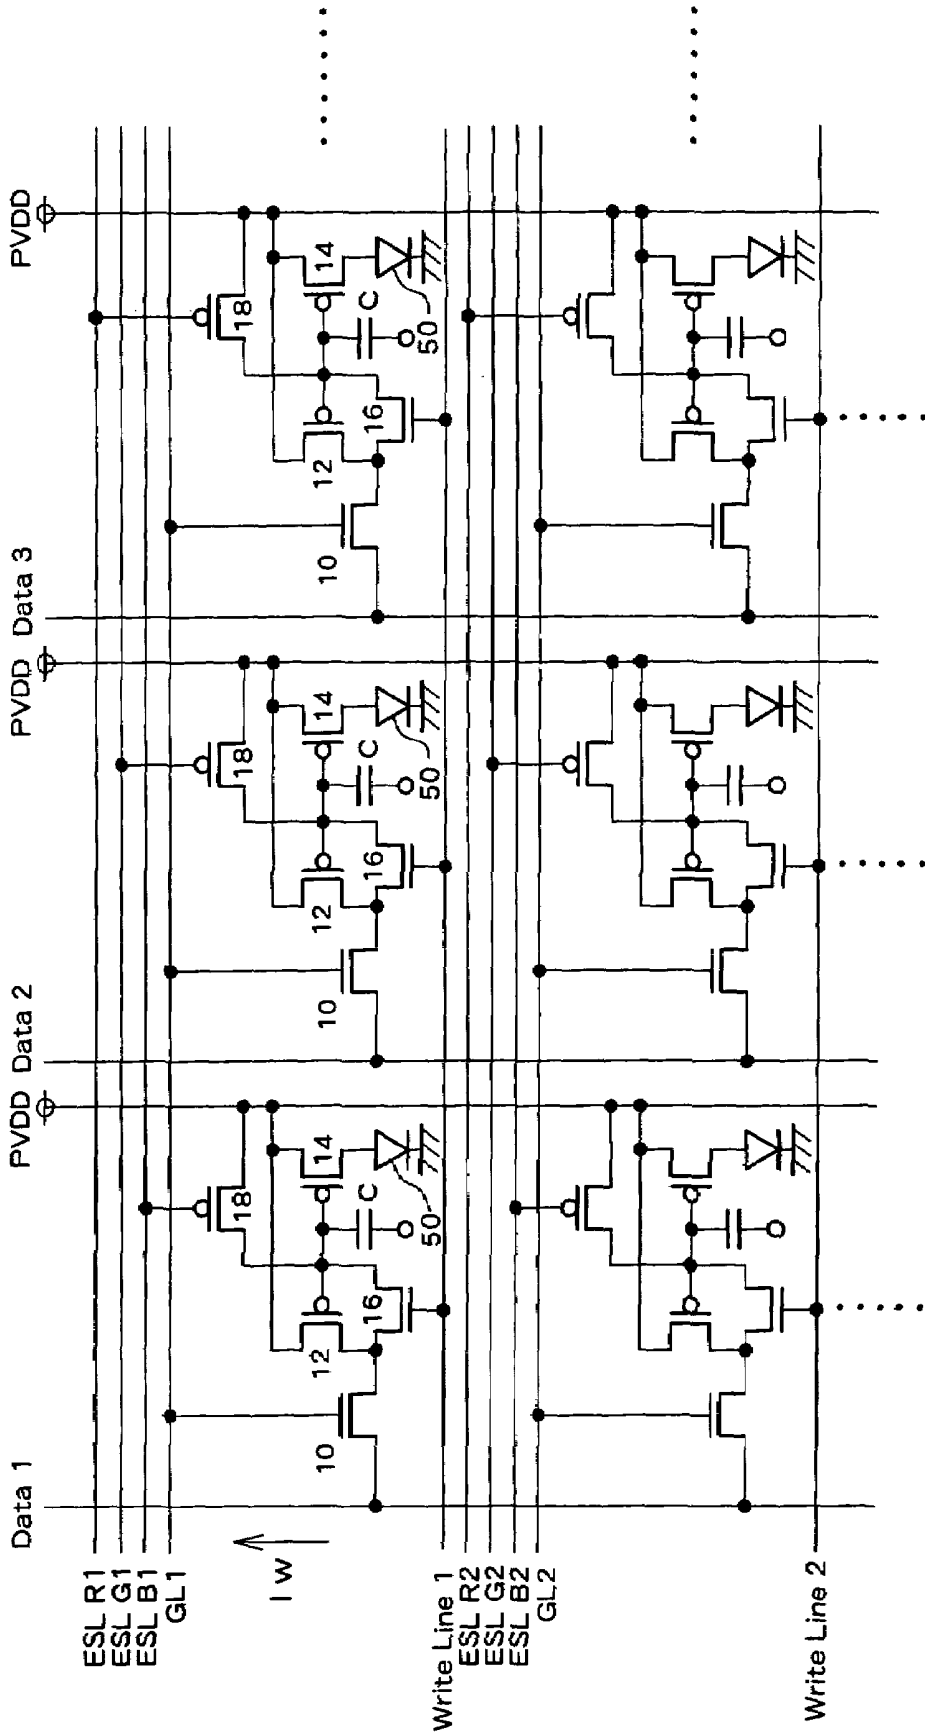 Data 1
PVDD Data 2
PVDD Data 3
PVDD
ESL R1
ESL G1
ESL B1
GL1
I w
18
14
12
16
C
10
50
18
14
12
16
C
10
50
18
14
12
16
C
10
50
Write Line 1
ESL R2
ESL G2
ESL B2
GL2
Write Line 2